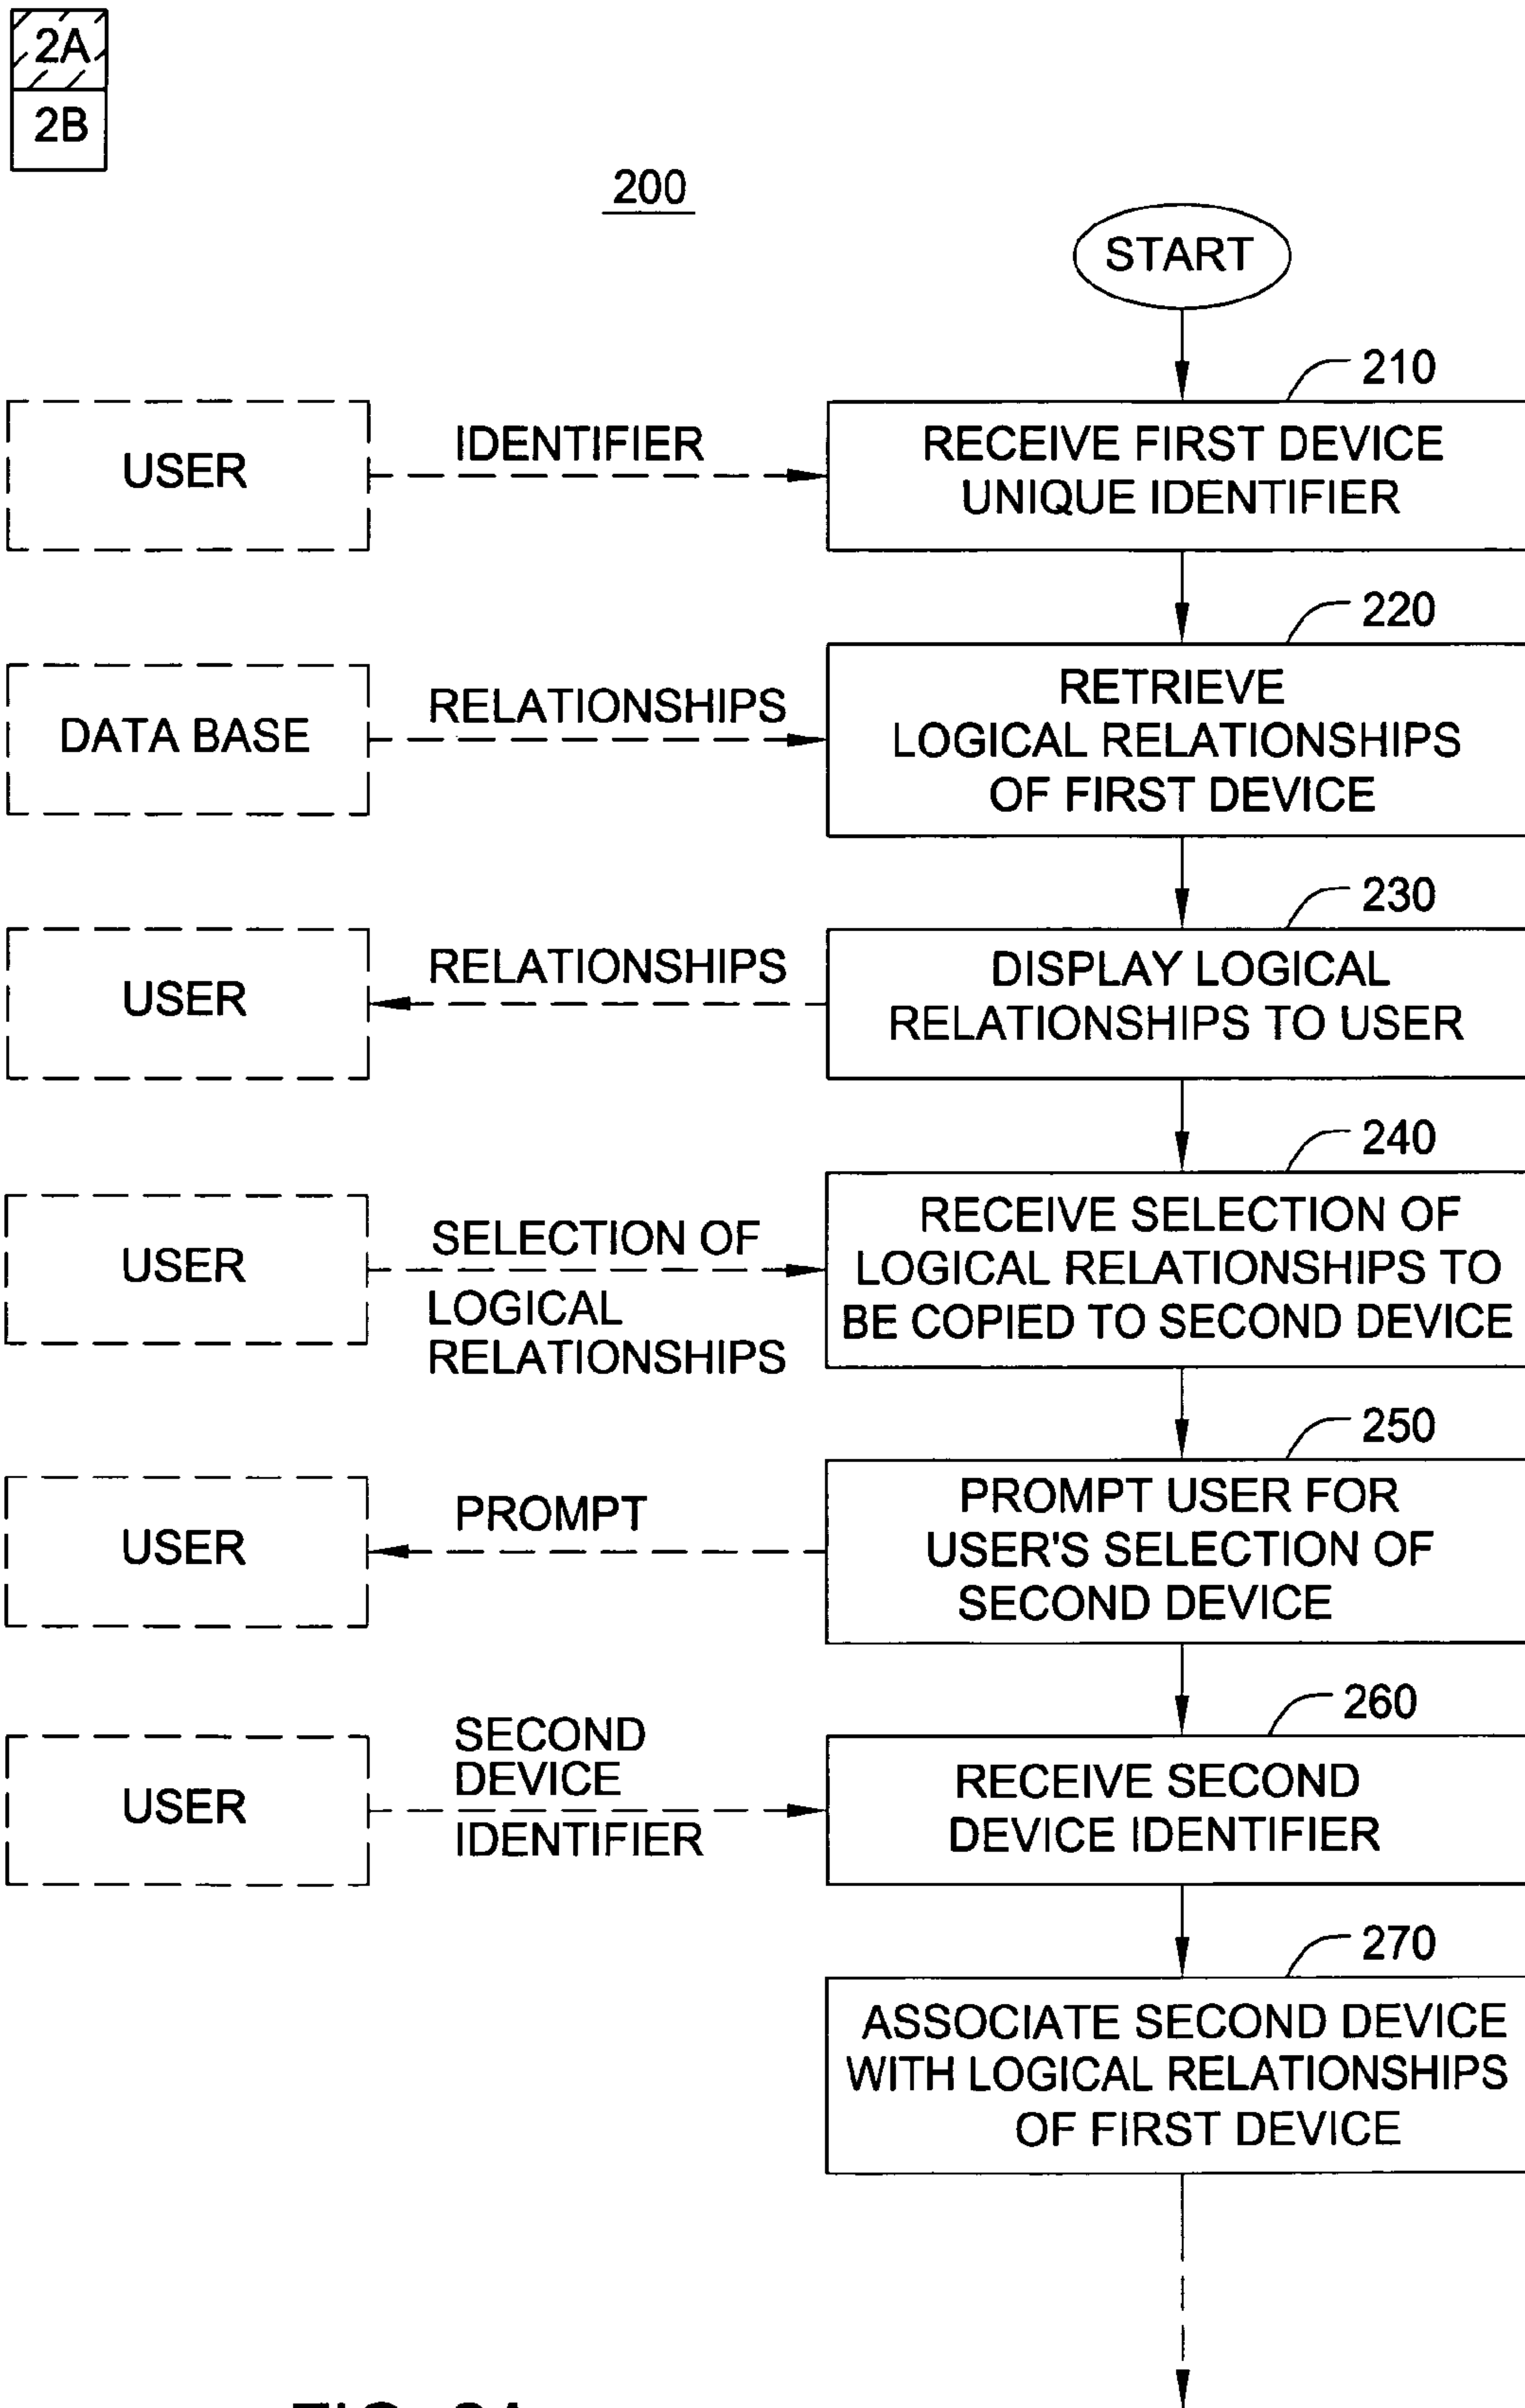 2A
2B
200
START
210
USER
IDENTIFIER
RECEIVE FIRST DEVICE
UNIQUE IDENTIFIER
220
DATA BASE
RELATIONSHIPS
RETRIEVE
LOGICAL RELATIONSHIPS
OF FIRST DEVICE
230
USER
RELATIONSHIPS
DISPLAY LOGICAL
RELATIONSHIPS TO USER
240
USER
SELECTION OF
LOGICAL
RELATIONSHIPS
RECEIVE SELECTION OF
LOGICAL RELATIONSHIPS TO
BE COPIED TO SECOND DEVICE
250
USER
PROMPT
PROMPT USER FOR
USER'S SELECTION OF
SECOND DEVICE
260
USER
SECOND
DEVICE
IDENTIFIER
RECEIVE SECOND
DEVICE IDENTIFIER
270
ASSOCIATE SECOND DEVICE
WITH LOGICAL RELATIONSHIPS
OF FIRST DEVICE